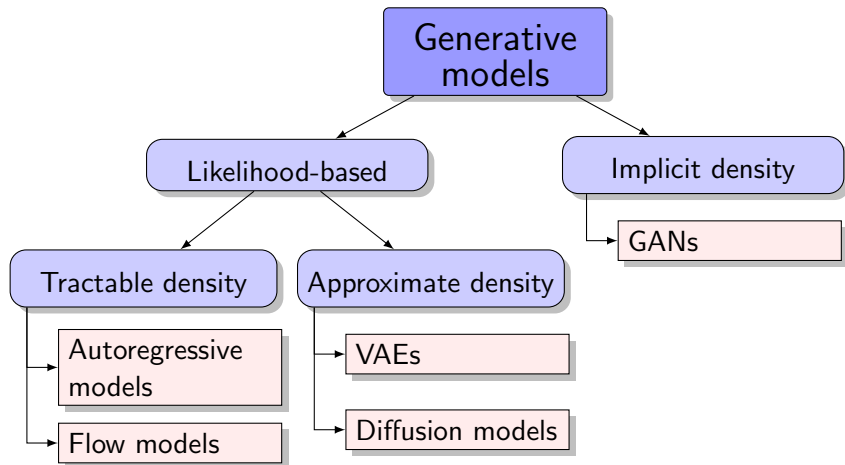 Generative
models
Likelihood-based
Implicit density
GANs
Tractable density
Approximate density
Autoregressive
models
VAEs
Flow models
Diffusion models